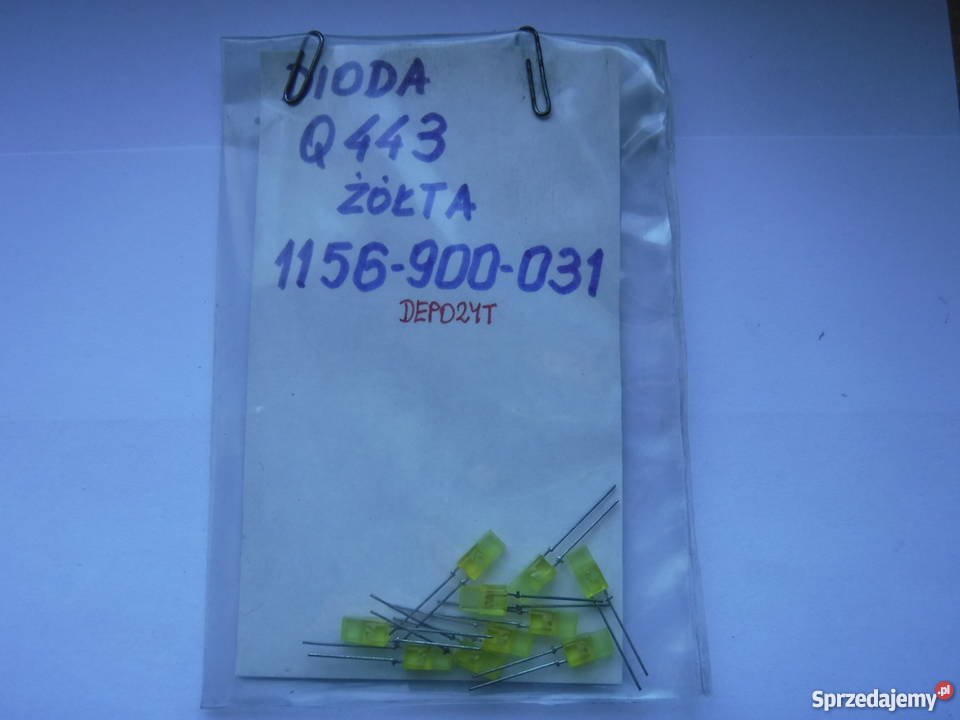 DIODA
Q443
ŻÓŁTA
1156-900-031
DEPOZYT
Sprzedajemy.pl